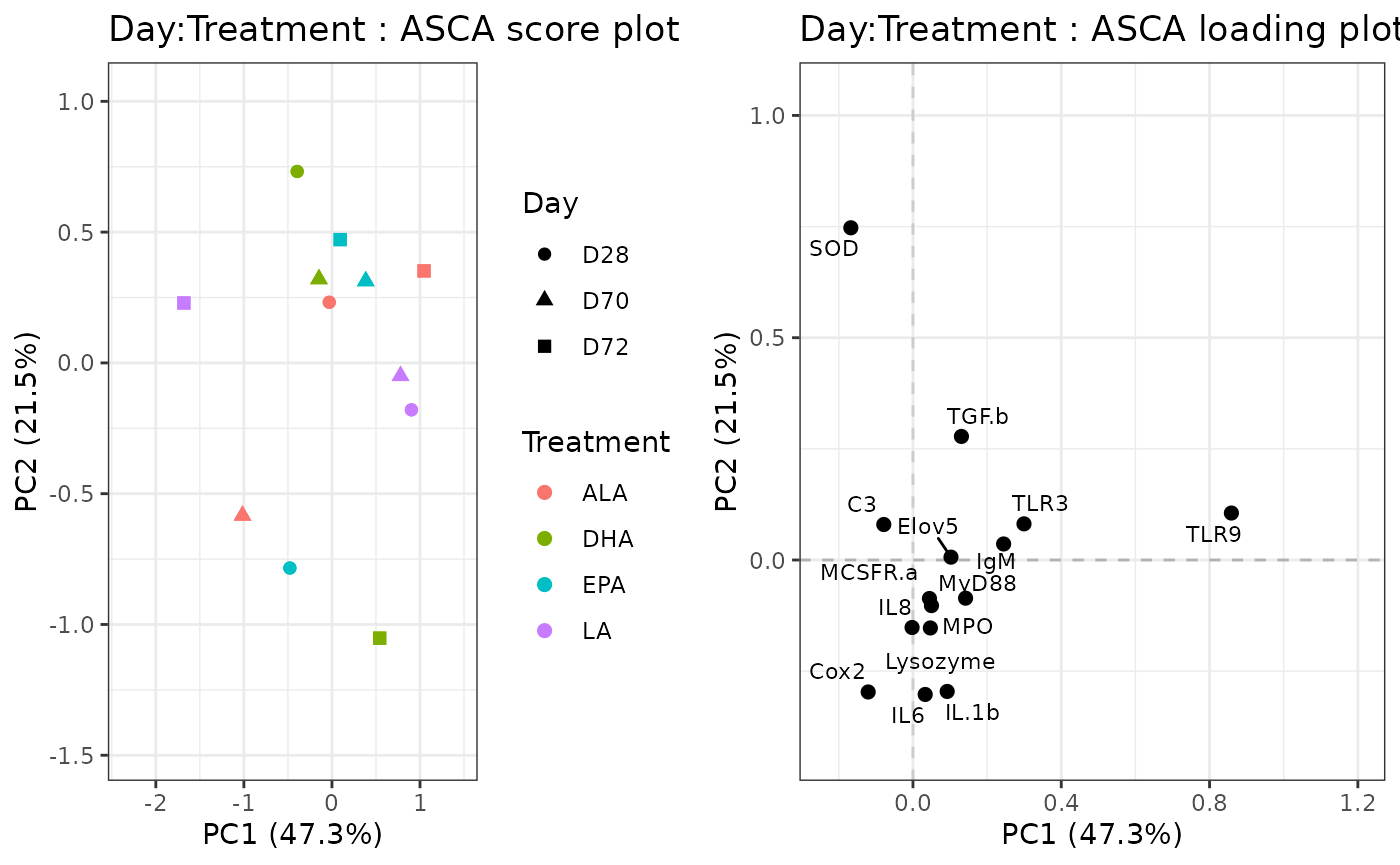 Day:Treatment : ASCA score plot
1.0
0.5
0.0
-0.5
-1.0
-1.5
-2
-1
0
1
PC1 (47.3%)
PC2 (21.5%)
Day
D28
D70
D72
Treatment
ALA
DHA
EPA
LA
Day:Treatment : ASCA loading plot
1.0
0.5
0.0
SOD
TGF.b
C3
Elov5
TLR3
TLR9
IgM
MCSFR.a
MyD88
IL8
MPO
Lysozyme
Cox2
IL6
IL.1b
0.0
0.4
0.8
1.2
PC1 (47.3%)
PC2 (21.5%)